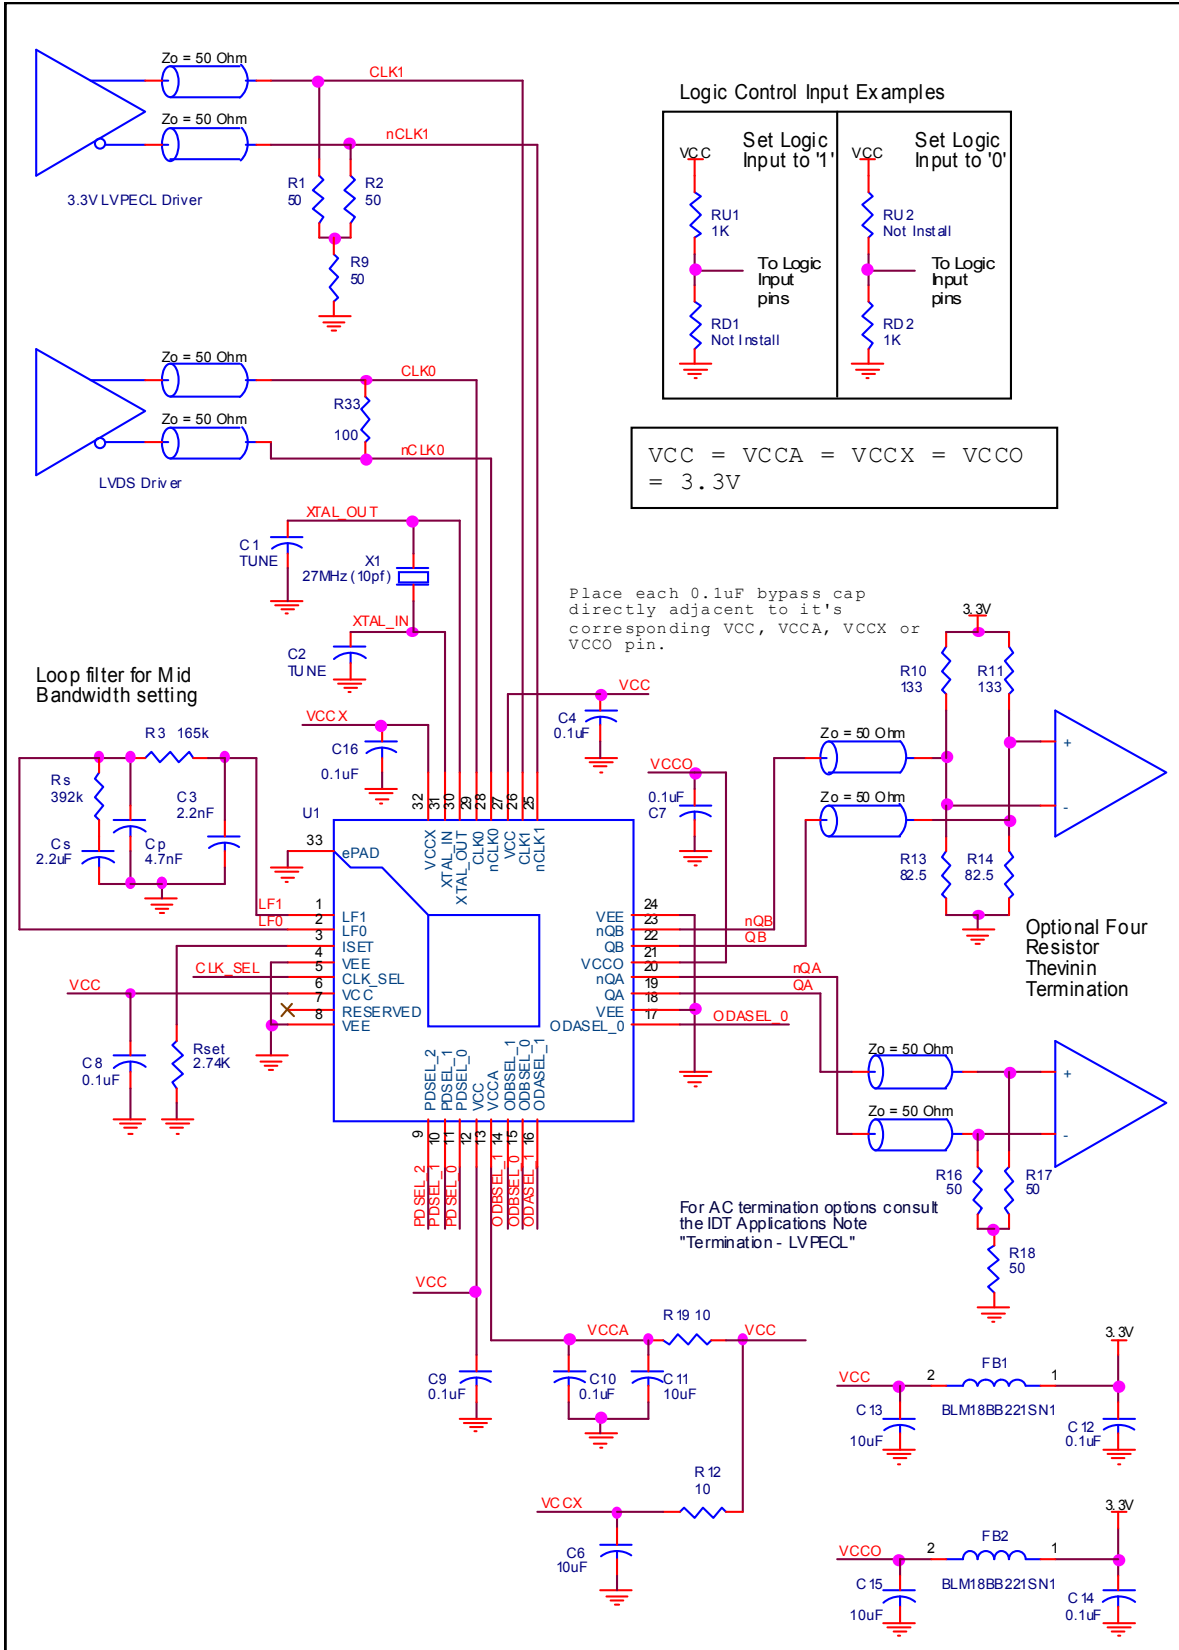 Zo = 50 Ohm
CLK1
Zo = 50 Ohm
nCLK1
3.3V LVPECL Driver
R1
50
R2
50
R9
50
Logic Control Input Examples
Set Logic
Input to '1'
VCC
RU1
1K
To Logic
Input
pins
RD1
Not Install
Set Logic
Input to '0'
VCC
RU2
Not Install
To Logic
Input
pins
RD2
1K
Zo = 50 Ohm
CLK0
R33
100
Zo = 50 Ohm
nCLK0
LVDS Driver
VCC = VCCA = VCCX = VCCO
= 3.3V
XTAL_OUT
C1
TUNE
X1
27MHz (10pf)
XTAL_IN
C2
TUNE
Place each 0.1uF bypass cap
directly adjacent to it's
corresponding VCC, VCCA, VCCX or
VCCO pin.
Loop filter for Mid
Bandwidth setting
R3 165k
Rs
392k
C3
2.2nF
Cs
2.2uF
Cp
4.7nF
VCCX
C16
0.1uF
VCC
C4
0.1uF
VCCO
0.1uF
C7
3.3V
R10
133
R11
133
Zo = 50 Ohm
Zo = 50 Ohm
+
-
R13
82.5
R14
82.5
Optional Four
Resistor
Thevinin
Termination
U1
33
ePAD
32
31
30
29
28
27
26
25
VCCX
XTAL_IN
XTAL_OUT
CLK0
nCLK0
VCC
CLK1
nCLK1
LF1
1
LF1
LF0
2
LF0
3
ISET
4
VEE
CLK_SEL
5
CLK_SEL
VCC
6
VCC
7
RESERVED
8
VEE
24
VEE
23
nQB
nQB
22
QB
QB
21
VCCO
20
nQA
nQA
19
QA
QA
18
VEE
17
ODASEL_0
ODASEL_0
PDSEL_2
PDSEL_1
PDSEL_0
VCC
VCCA
ODBSEL_1
ODBSEL_0
ODASEL_1
9
10
11
12
13
14
15
16
PDSEL_2
PDSEL_1
PDSEL_0
ODBSEL_1
ODBSEL_0
ODASEL_1
C8
0.1uF
Rset
2.74K
Zo = 50 Ohm
Zo = 50 Ohm
+
-
R16
50
R17
50
R18
50
For AC termination options consult
the IDT Applications Note
"Termination - LVPECL"
VCC
C9
0.1uF
VCCA
R19 10
VCC
C10
0.1uF
C11
10uF
R12
10
VCCX
C6
10uF
3.3V
VCC
2
FB1
1
BLM18BB221SN1
C13
10uF
C12
0.1uF
3.3V
VCCO
2
FB2
1
BLM18BB221SN1
C15
10uF
C14
0.1uF